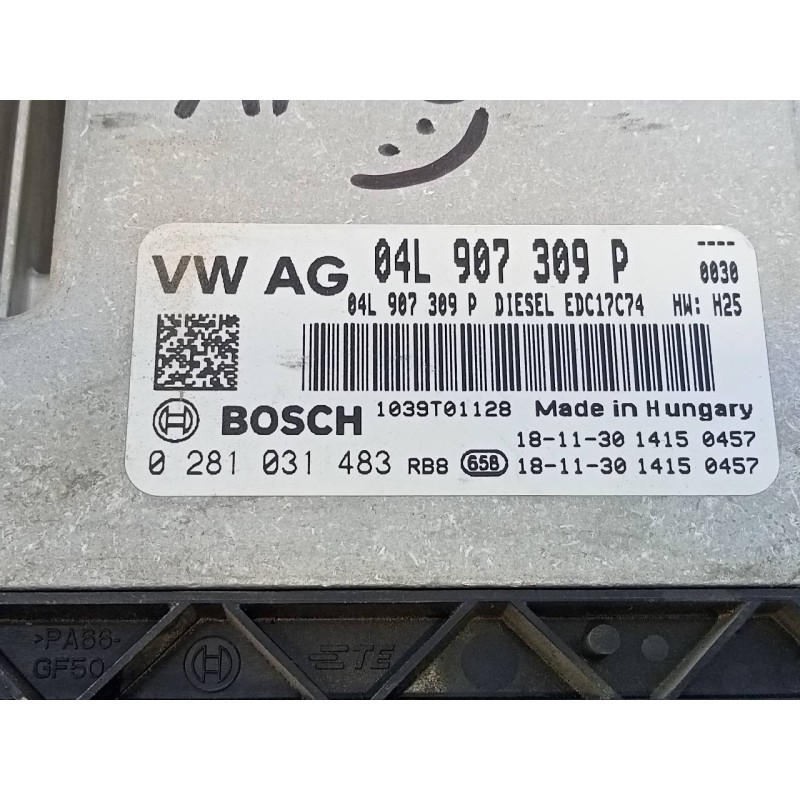 VW AG 04L 907 309 P ----
0030
04L 907 309 P DIESEL EDC17C74 HW: H25
BOSCH 1039T01128 Made in Hungary
18-11-30 1415 0457
0 281 031 483 RB8 65B 18-11-30 1415 0457
>PA66-
GF50
TE